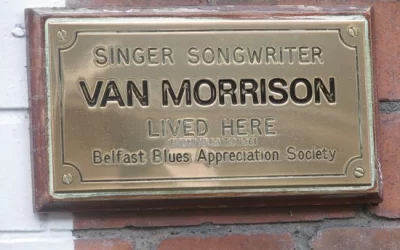 SINGER SONGWRITER
VAN MORRISON
LIVED HERE
Belfast Blues Appreciation Society